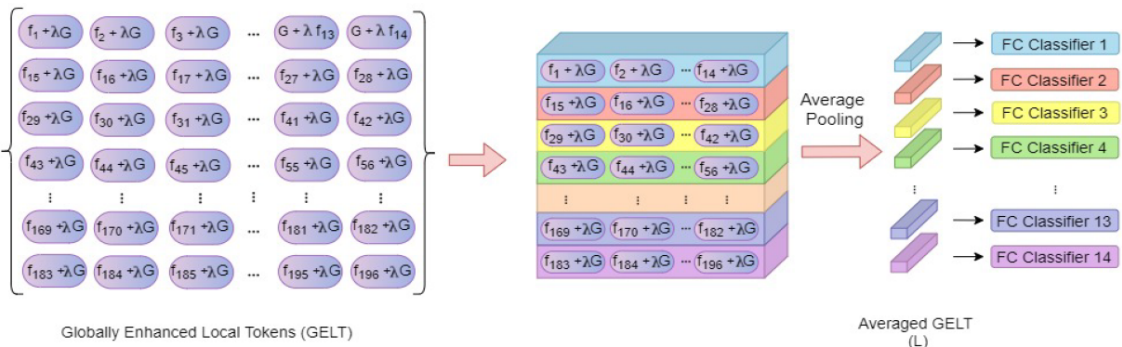 f1 +λG f2 +λG f3 +λG ... G + λ f13 G + λ f14
f15 +λG f16 +λG f17 +λG ... f27 +λG f28 +λG
f29 +λG f30 +λG f31 +λG ... f41 +λG f42 +λG
f43 +λG f44 +λG f45 +λG ... f55 +λG f56 +λG
⋮ ⋮ ⋮ ⋮ ⋮ ⋮
f169 +λG f170 +λG f171 +λG ... f181 +λG f182 +λG
f183 +λG f184 +λG f185 +λG ... f195 +λG f196 +λG
Globally Enhanced Local Tokens (GELT)
f1 + λG f2 + λG ... f14 +λG
f15 +λG f16 +λG ... f28 +λG
f29 +λG f30 +λG ... f42 +λG
f43 +λG f44 +λG ... f56 +λG
⋮ ⋮ ⋮ ⋮
f169 +λG f170 +λG ... f182 +λG
f183 +λG f184 +λG ... f196 +λG
Average
Pooling
FC Classifier 1
FC Classifier 2
FC Classifier 3
FC Classifier 4
⋮ ⋮
FC Classifier 13
FC Classifier 14
Averaged GELT
(L)